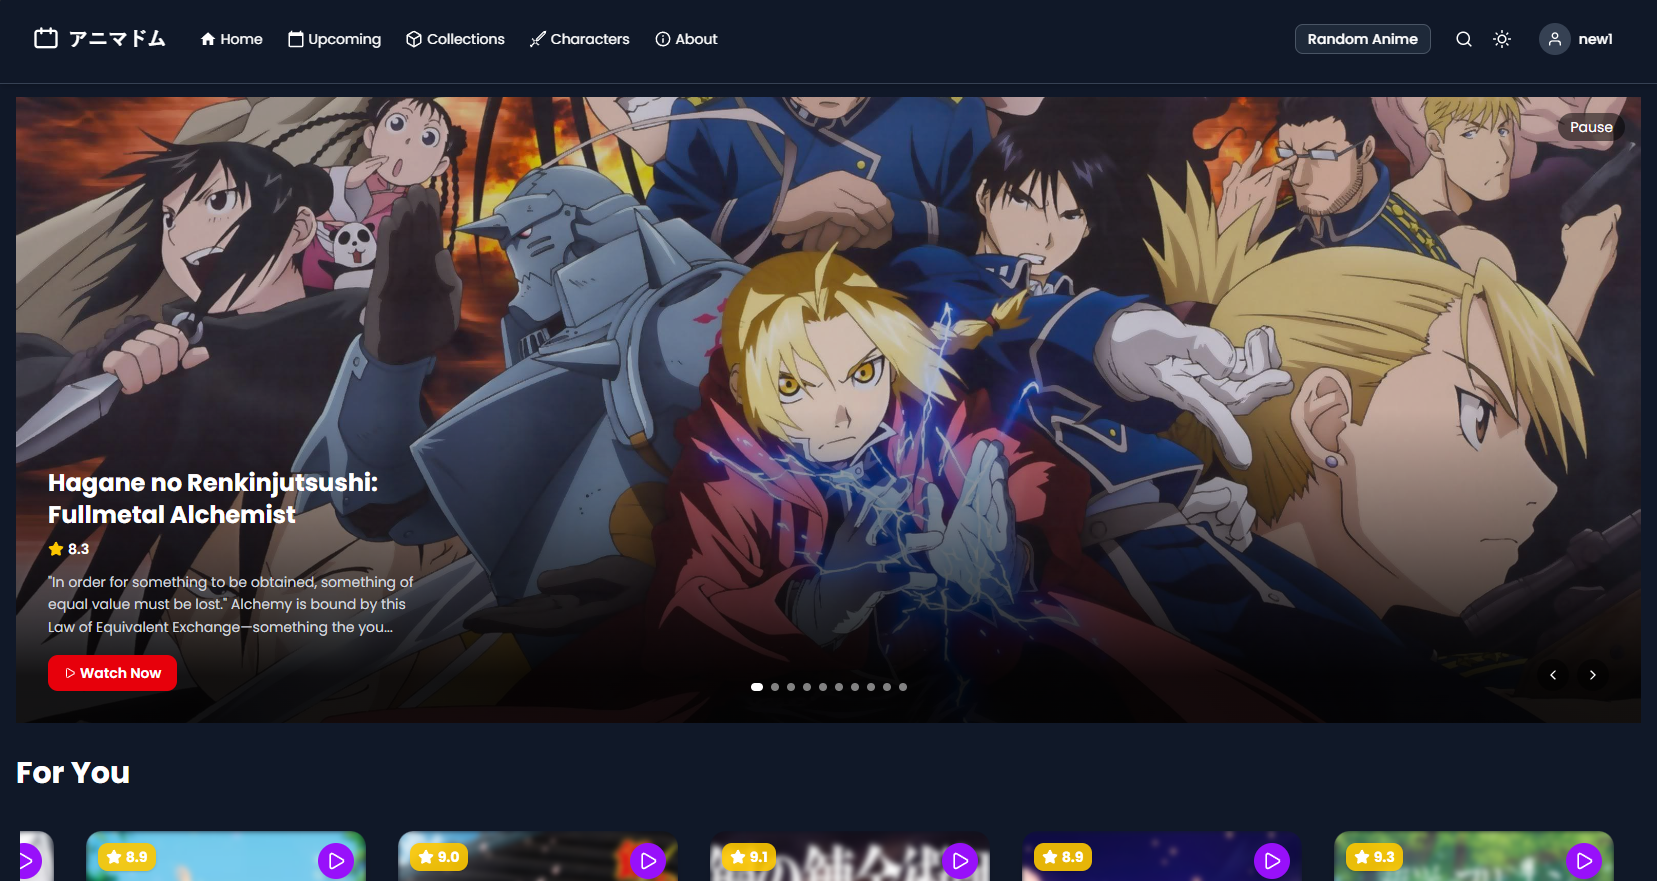 アニマドム
Home
Upcoming
Collections
Characters
About
Random Anime
new1
Pause
Hagane no Renkinjutsushi:
Fullmetal Alchemist
8.3
"In order for something to be obtained, something of
equal value must be lost." Alchemy is bound by this
Law of Equivalent Exchange—something the you...
Watch Now
For You
8.9
9.0
9.1
8.9
9.3